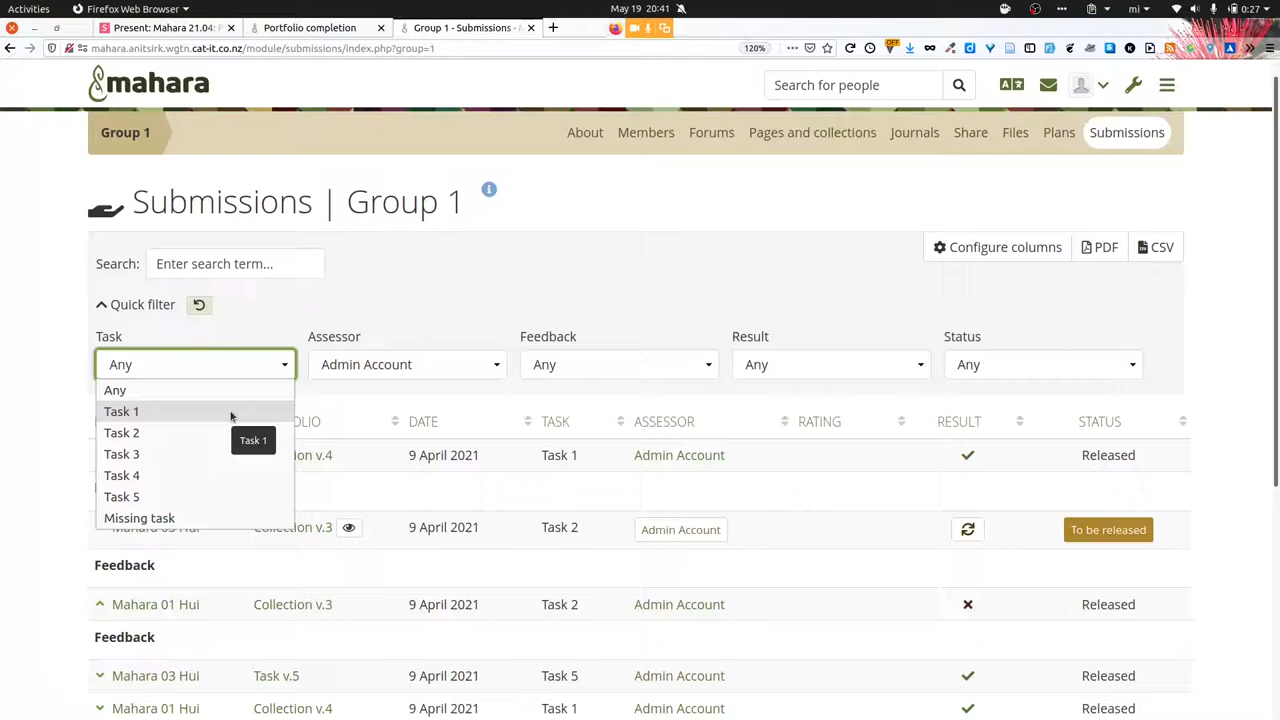 Activities Firefox Web Browser May 19 20:41 mi 0:27
Present: Mahara 21.04: P Portfolio completion Group 1 - Submissions -
mahara.anitsirk.wgtn.cat-it.co.nz/module/submissions/index.php?group=1 120% OFF
mahara Search for people
Group 1 About Members Forums Pages and collections Journals Share Files Plans Submissions
Submissions | Group 1
Configure columns PDF CSV
Search: Enter search term...
Quick filter
Task Assessor Feedback Result Status
Any Admin Account Any Any Any
Any
Task 1
Task 2
Task 3
Task 4
Task 5
Missing task
Task 1
OLIO DATE TASK ASSESSOR RATING RESULT STATUS
n v.4 9 April 2021 Task 1 Admin Account Released
n v.3 9 April 2021 Task 2 Admin Account To be released
Feedback
Mahara 01 Hui Collection v.3 9 April 2021 Task 2 Admin Account Released
Feedback
Mahara 03 Hui Task v.5 9 April 2021 Task 5 Admin Account Released
Mahara 01 Hui Collection v.4 9 April 2021 Task 1 Admin Account Released